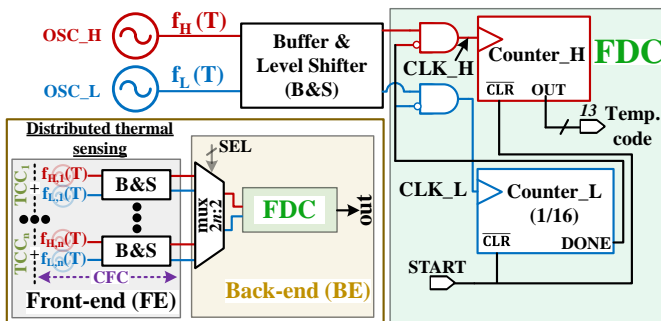 OSC_H
f_H(T)
OSC_L
f_L(T)
Buffer &
Level Shifter
(B&S)
CLK_H
Counter_H
CLR
OUT
FDC
13
Temp.
code
CLK_L
Counter_L
(1/16)
CLR
DONE
START
Distributed thermal
sensing
SEL
TCC_1
f_H,1(T)
+
f_L,1(T)
B&S
mux
2n:2
FDC
out
TCC_n
f_H,n(T)
+
f_L,n(T)
B&S
CFC
Front-end (FE)
Back-end (BE)